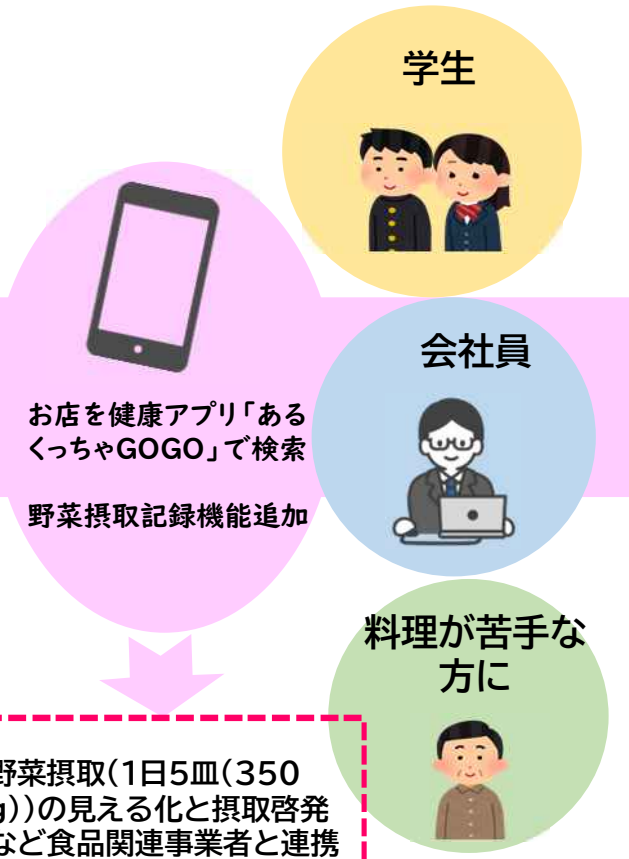 学生
お店を健康アプリ「ある
くっちゃGOGO」で検索
野菜摂取記録機能追加
会社員
料理が苦手な
方に
野菜摂取(1日5皿(350
g))の見える化と摂取啓発
など食品関連事業者と連携